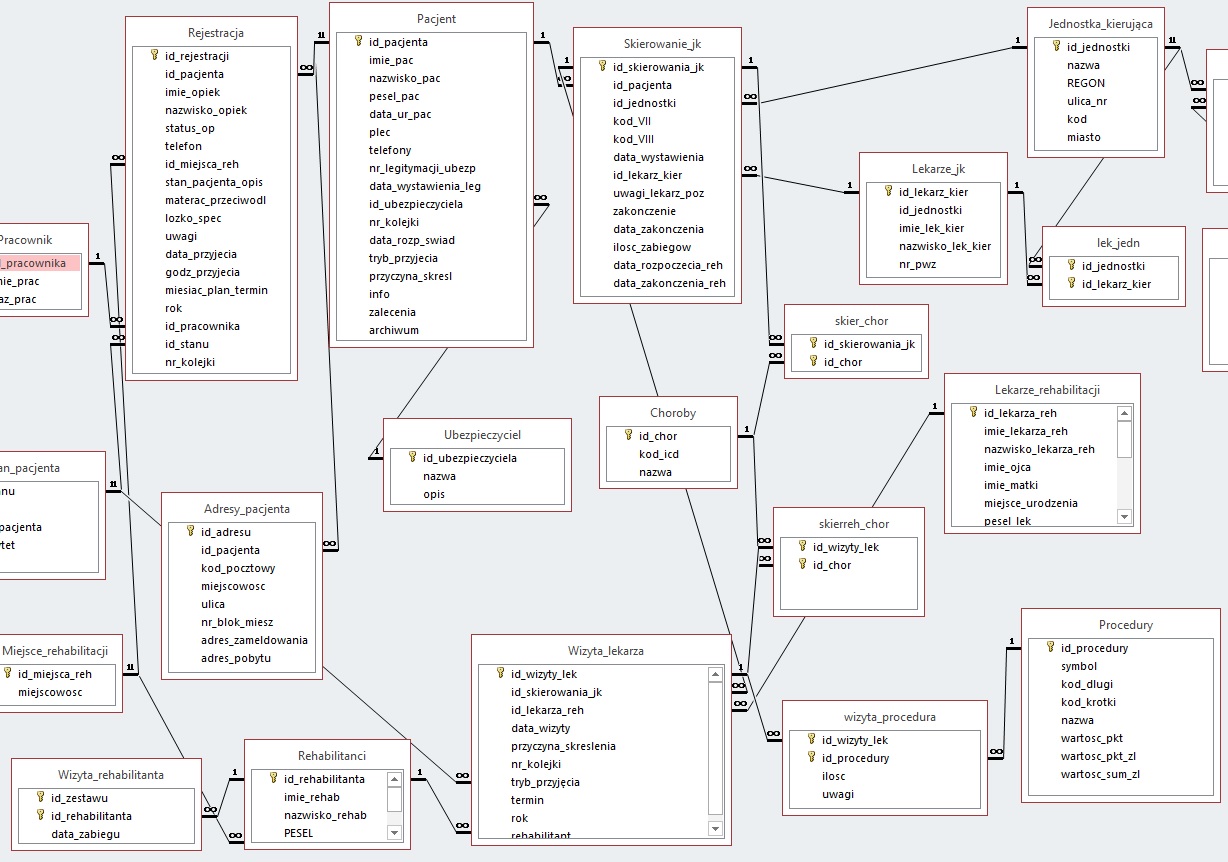 Rejestracja
id_rejestracji
id_pacjenta
imie_opiek
nazwisko_opiek
status_op
telefon
id_miejsca_reh
stan_pacjenta_opis
materac_przeciwodl
lozko_spec
uwagi
data_przyjecia
godz_przyjecia
miesiac_plan_termin
rok
id_pracownika
id_stanu
nr_kolejki
Pacjent
id_pacjenta
imie_pac
nazwisko_pac
pesel_pac
data_ur_pac
plec
telefony
nr_legitymacji_ubezp
data_wystawienia_leg
id_ubezpieczyciela
nr_kolejki
data_rozp_swiad
tryb_przyjecia
przyczyna_skresl
info
zalecenia
archiwum
Skierowanie_jk
id_skierowania_jk
id_pacjenta
id_jednostki
kod_VII
kod_VIII
data_wystawienia
id_lekarz_kier
uwagi_lekarz_poz
zakonczenie
data_zakonczenia
ilosc_zabiegow
data_rozpoczecia_reh
data_zakonczenia_reh
Jednostka_kierująca
id_jednostki
nazwa
REGON
ulica_nr
kod
miasto
Lekarze_jk
id_lekarz_kier
id_jednostki
imie_lek_kier
nazwisko_lek_kier
nr_pwz
lek_jedn
id_jednostki
id_lekarz_kier
Pracownik
_pracownika
nie_prac
az_prac
skier_chor
id_skierowania_jk
id_chor
Lekarze_rehabilitacji
id_lekarza_reh
imie_lekarza_reh
nazwisko_lekarza_reh
imie_ojca
imie_matki
miejsce_urodzenia
pesel_lek
Choroby
id_chor
kod_icd
nazwa
Ubezpieczyciel
id_ubezpieczyciela
nazwa
opis
an_pacjenta
nu
pacjenta
tet
Adresy_pacjenta
id_adresu
id_pacjenta
kod_pocztowy
miejscowosc
ulica
nr_blok_miesz
adres_zameldowania
adres_pobytu
skierreh_chor
id_wizyty_lek
id_chor
Miejsce_rehabilitacji
id_miejsca_reh
miejscowosc
Wizyta_lekarza
id_wizyty_lek
id_skierowania_jk
id_lekarza_reh
data_wizyty
przyczyna_skreslenia
nr_kolejki
tryb_przyjęcia
termin
rok
rehabilitant
Procedury
id_procedury
symbol
kod_dlugi
kod_krotki
nazwa
wartosc_pkt
wartosc_pkt_zl
wartosc_sum_zl
wizyta_procedura
id_wizyty_lek
id_procedury
ilosc
uwagi
Wizyta_rehabilitanta
id_zestawu
id_rehabilitanta
data_zabiegu
Rehabilitanci
id_rehabilitanta
imie_rehab
nazwisko_rehab
PESEL